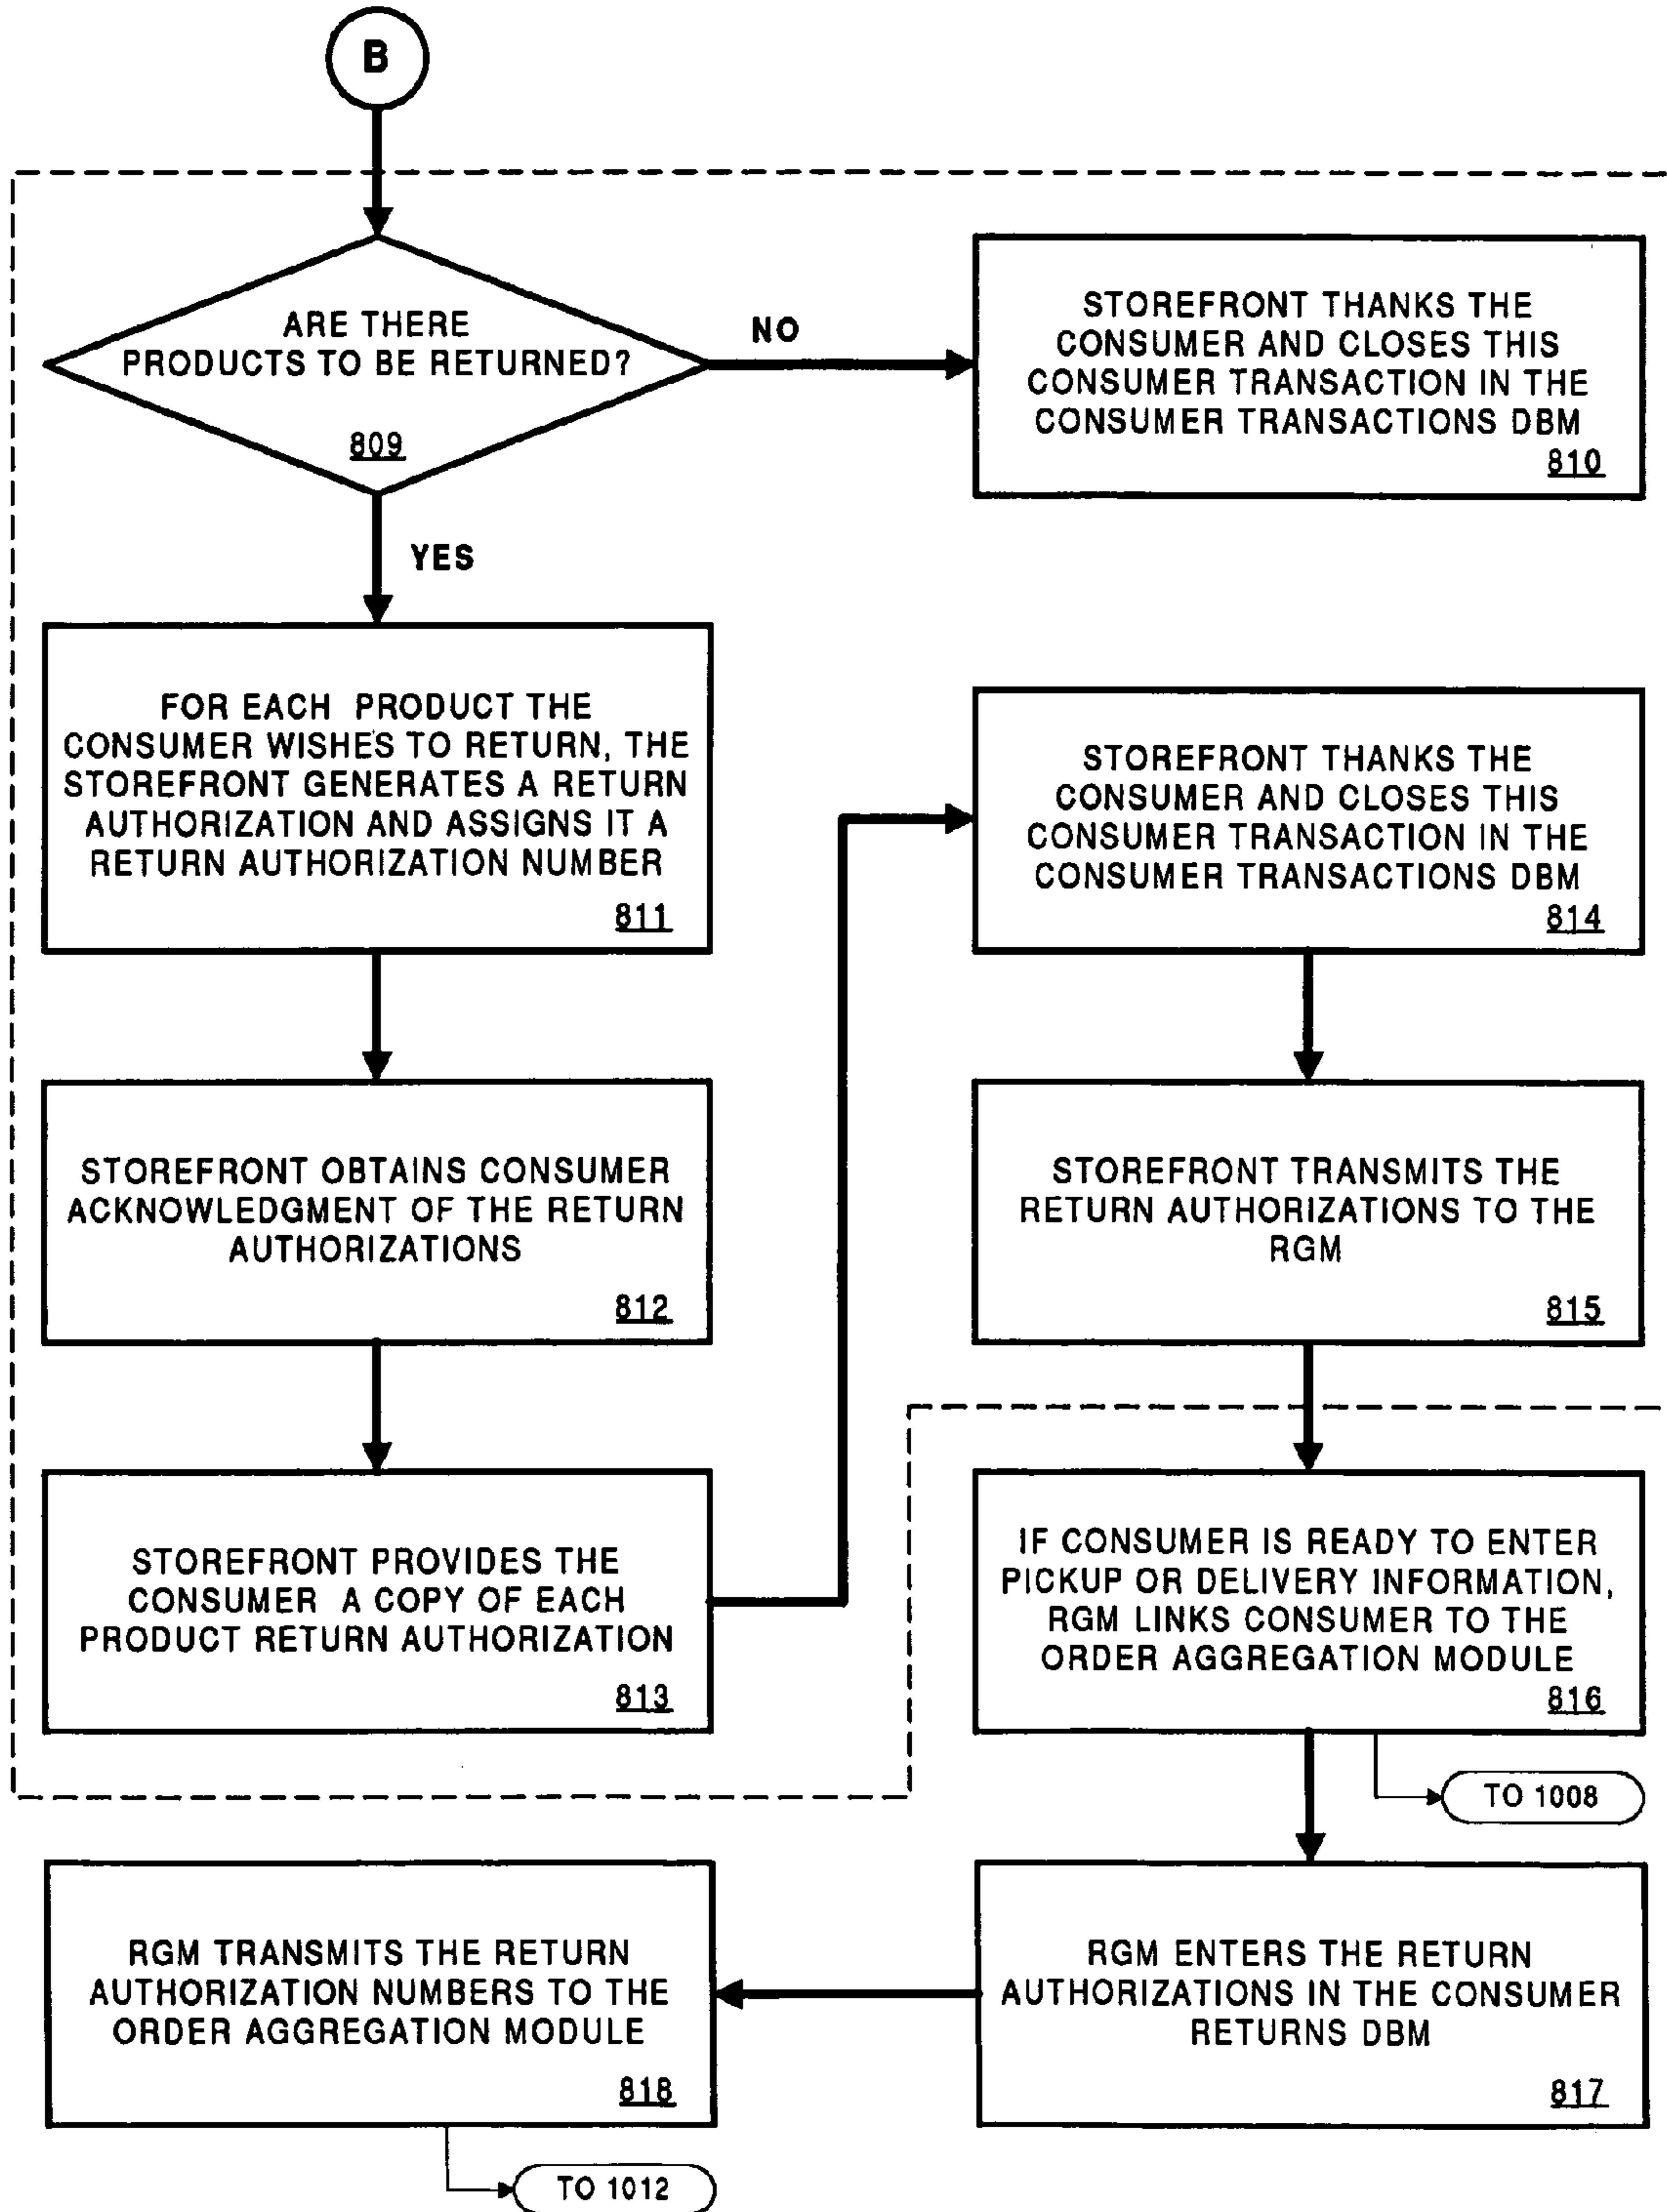 B
ARE THERE
PRODUCTS TO BE RETURNED?
809
NO
STOREFRONT THANKS THE
CONSUMER AND CLOSES THIS
CONSUMER TRANSACTION IN THE
CONSUMER TRANSACTIONS DBM
810
YES
FOR EACH PRODUCT THE
CONSUMER WISHES TO RETURN, THE
STOREFRONT GENERATES A RETURN
AUTHORIZATION AND ASSIGNS IT A
RETURN AUTHORIZATION NUMBER
811
STOREFRONT OBTAINS CONSUMER
ACKNOWLEDGMENT OF THE RETURN
AUTHORIZATIONS
812
STOREFRONT PROVIDES THE
CONSUMER A COPY OF EACH
PRODUCT RETURN AUTHORIZATION
813
STOREFRONT THANKS THE
CONSUMER AND CLOSES THIS
CONSUMER TRANSACTION IN THE
CONSUMER TRANSACTIONS DBM
814
STOREFRONT TRANSMITS THE
RETURN AUTHORIZATIONS TO THE
RGM
815
IF CONSUMER IS READY TO ENTER
PICKUP OR DELIVERY INFORMATION,
RGM LINKS CONSUMER TO THE
ORDER AGGREGATION MODULE
816
TO 1008
RGM ENTERS THE RETURN
AUTHORIZATIONS IN THE CONSUMER
RETURNS DBM
817
RGM TRANSMITS THE RETURN
AUTHORIZATION NUMBERS TO THE
ORDER AGGREGATION MODULE
818
TO 1012